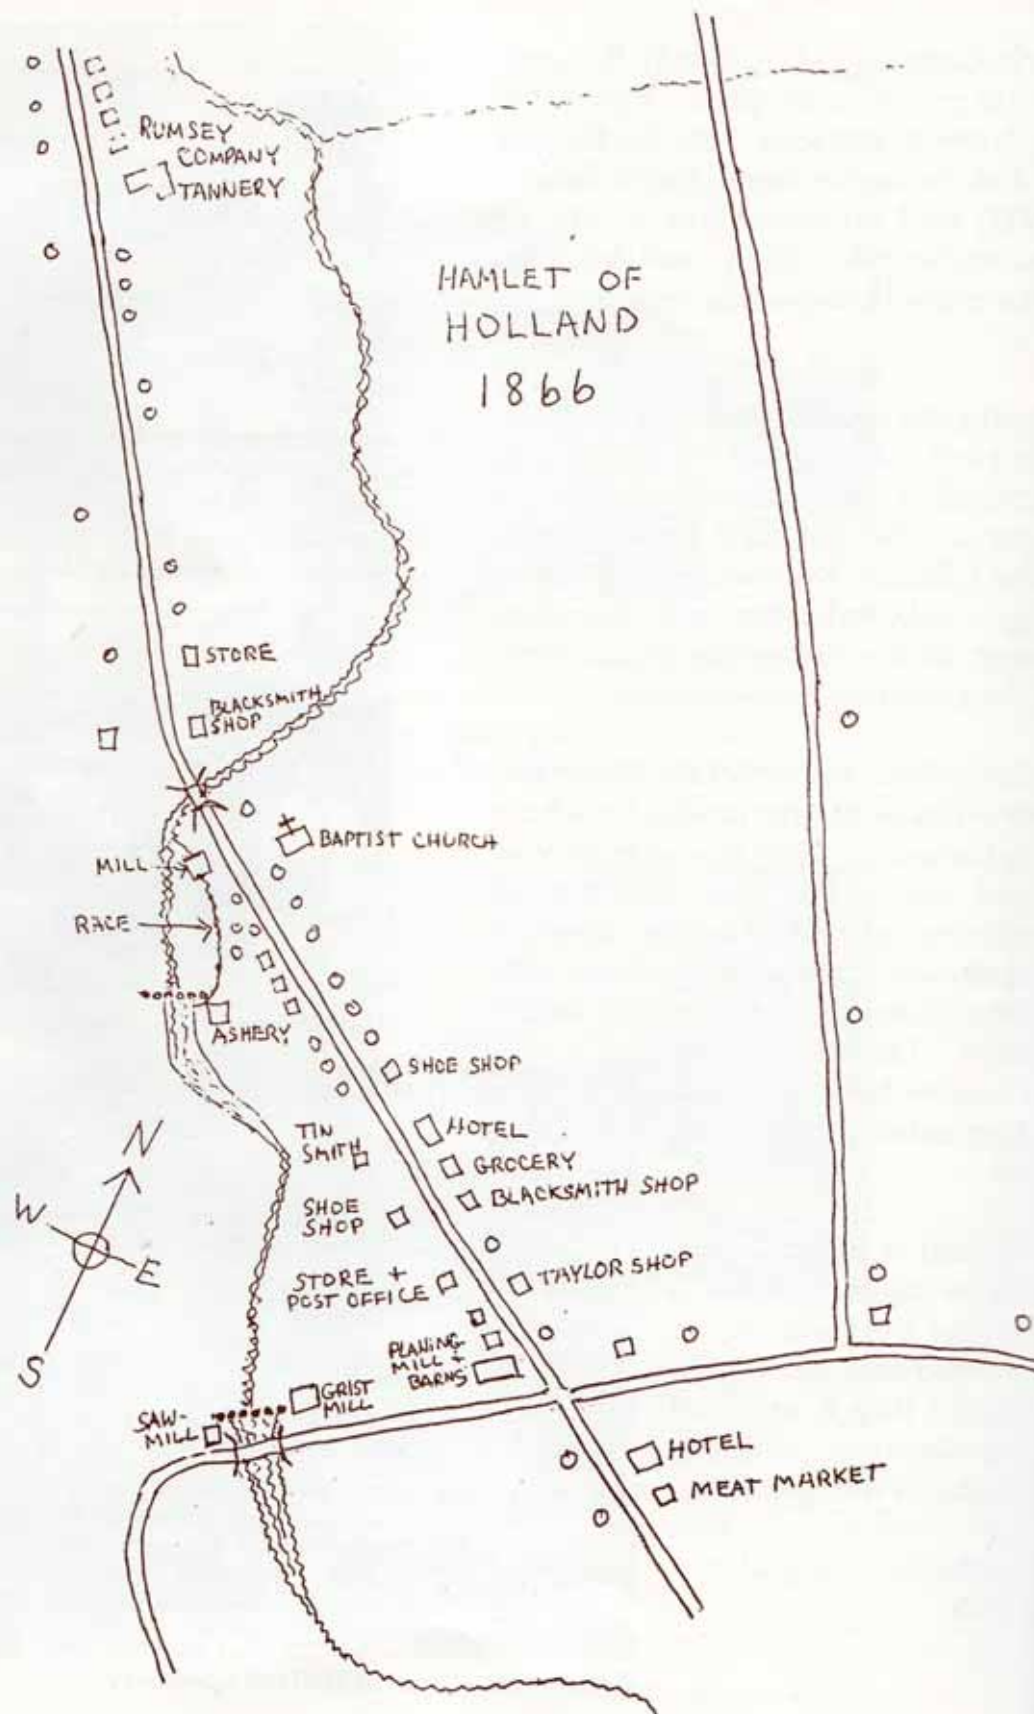 RUMSEY
COMPANY
TANNERY
HAMLET OF
HOLLAND
1866
STORE
BLACKSMITH
SHOP
BAPTIST CHURCH
MILL
RACE
ASHERY
SHOE SHOP
TIN
SMITH
HOTEL
GROCERY
BLACKSMITH SHOP
SHOE
SHOP
N
W
E
S
STORE +
POST OFFICE
TAYLOR SHOP
PLANING
MILL +
BARNS
GRIST
MILL
SAW-
MILL
HOTEL
MEAT MARKET